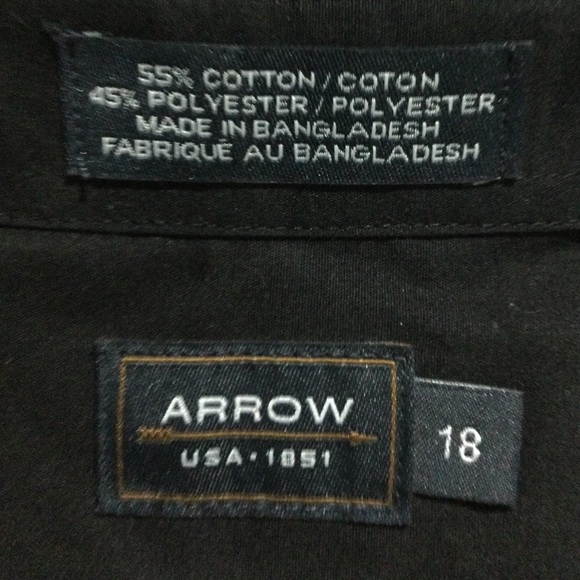 55% COTTON / COTON
45% POLYESTER / POLYESTER
MADE IN BANGLADESH
FABRIQUÉ AU BANGLADESH
ARROW
USA · 1851
18